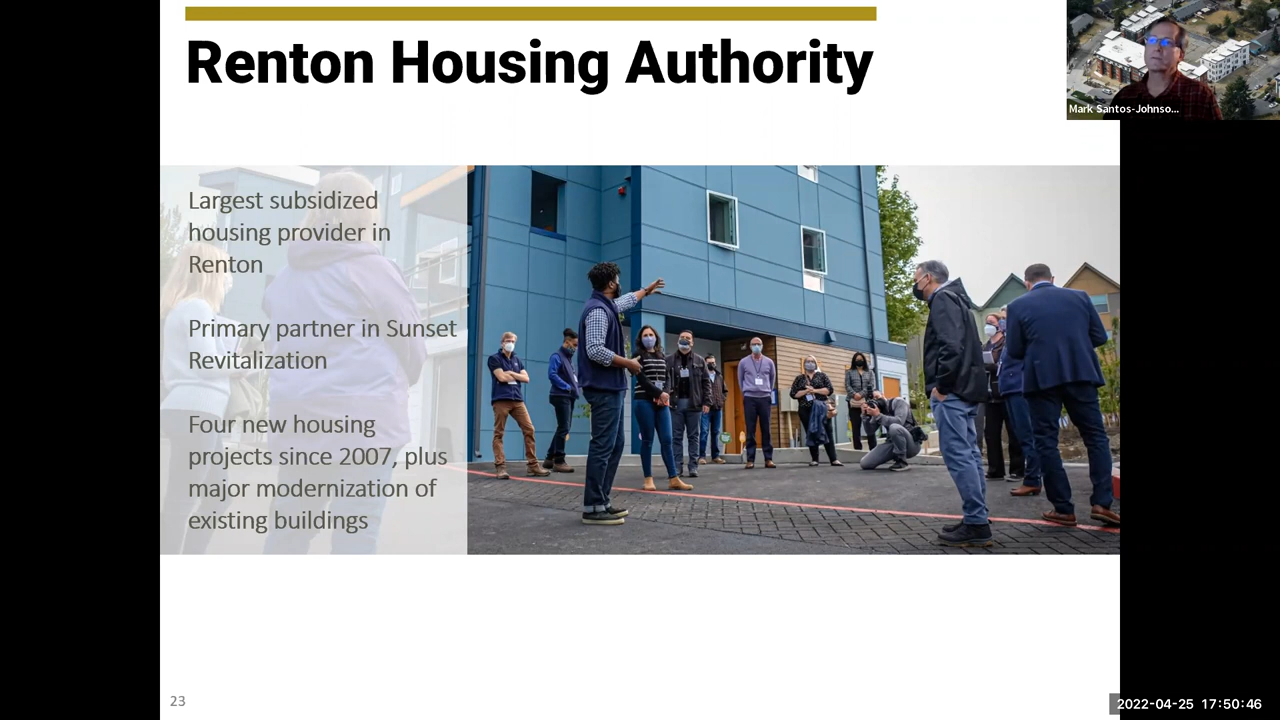 Renton Housing Authority
Mark Santos-Johnso...
Largest subsidized
housing provider in
Renton
Primary partner in Sunset
Revitalization
Four new housing
projects since 2007, plus
major modernization of
existing buildings
23
2022-04-25 17:50:46